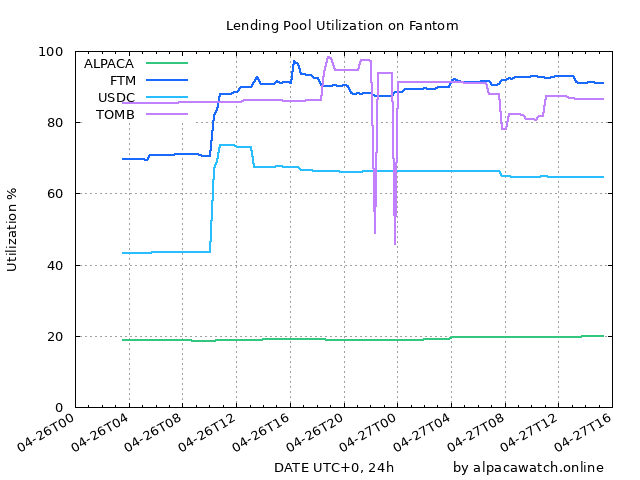 Lending Pool Utilization on Fantom
ALPACA
FTM
USDC
TOMB
Utilization %
100
80
60
40
20
0
04-26T00
04-26T04
04-26T08
04-26T12
04-26T16
04-26T20
04-27T00
04-27T04
04-27T08
04-27T12
04-27T16
DATE UTC+0, 24h
by alpacawatch.online